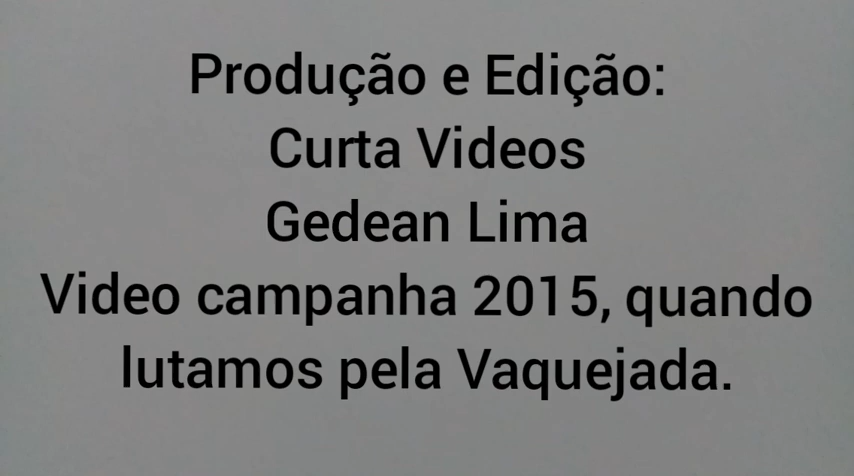 Produção e Edição:
Curta Videos
Gedean Lima
Video campanha 2015, quando
lutamos pela Vaquejada.